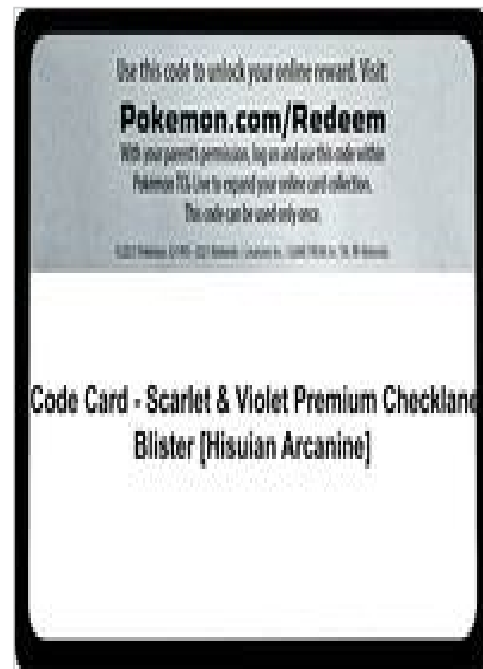 Use this code to unlock your online reward. Visit:
Pokemon.com/Redeem
With your parent's permission, log on and use this code within
Pokémon TCG Live to expand your online card collection.
This code can be used only once.
Code Card - Scarlet & Violet Premium Checklane
Blister [Hisuian Arcanine]